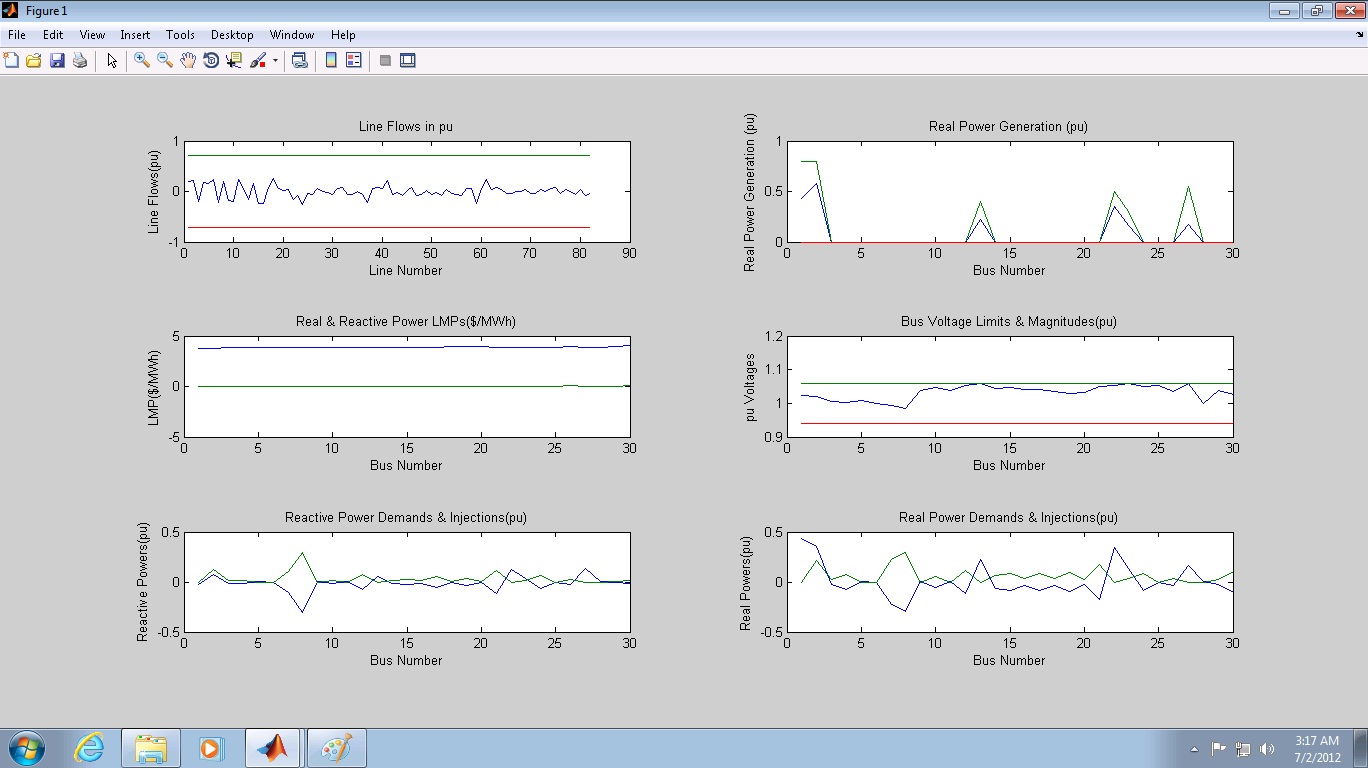 Figure 1
File Edit View Insert Tools Desktop Window Help
Line Flows in pu
Line Flows(pu)
1
0
-1
0 10 20 30 40 50 60 70 80 90
Line Number
Real Power Generation (pu)
Real Power Generation (pu)
1
0.5
0
0 5 10 15 20 25 30
Bus Number
Real & Reactive Power LMPs($/MWh)
LMP($/MWh)
5
0
-5
0 5 10 15 20 25 30
Bus Number
Bus Voltage Limits & Magnitudes(pu)
pu Voltages
1.2
1.1
1
0.9
0 5 10 15 20 25 30
Bus Number
Reactive Power Demands & Injections(pu)
Reactive Powers(pu)
0.5
0
-0.5
0 5 10 15 20 25 30
Bus Number
Real Power Demands & Injections(pu)
Real Powers(pu)
0.5
0
-0.5
0 5 10 15 20 25 30
Bus Number
3:17 AM
7/2/2012